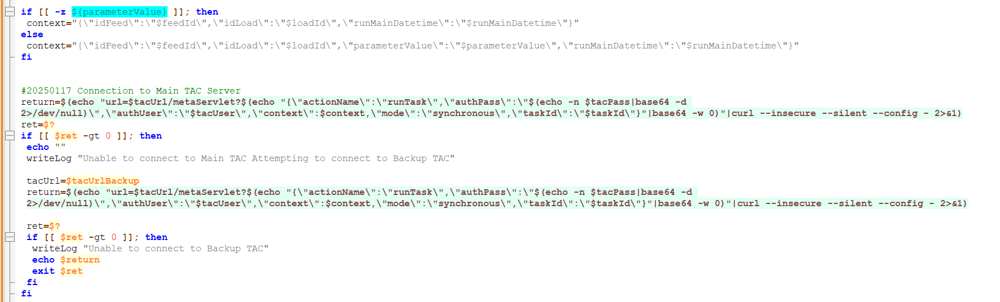 if [[ -z ${parameterValue} ]]; then
context="{\"idFeed\":\"$feedId\",\"idLoad\":\"$loadId\",\"runMainDatetime\":\"$runMainDatetime\"}"
else
context="{\"idFeed\":\"$feedId\",\"idLoad\":\"$loadId\",\"parameterValue\":\"$parameterValue\",\"runMainDatetime\":\"$runMainDatetime\"}"
fi
#20250117 Connection to Main TAC Server
return=$(echo "url=$tacUrl/metaServlet?$(echo "{\"actionName\":\"runTask\",\"authPass\":\"$(echo -n $tacPass|base64 -d
2>/dev/null)\",\"authUser\":\"$tacUser\",\"context\":$context,\"mode\":\"synchronous\",\"taskId\":\"$taskId\"}"|base64 -w 0)"|curl --insecure --silent --config - 2>&1)
ret=$?
if [[ $ret -gt 0 ]]; then
echo ""
writeLog "Unable to connect to Main TAC Attempting to connect to Backup TAC"
tacUrl=$tacUrlBackup
return=$(echo "url=$tacUrl/metaServlet?$(echo "{\"actionName\":\"runTask\",\"authPass\":\"$(echo -n $tacPass|base64 -d
2>/dev/null)\",\"authUser\":\"$tacUser\",\"context\":$context,\"mode\":\"synchronous\",\"taskId\":\"$taskId\"}"|base64 -w 0)"|curl --insecure --silent --config - 2>&1)
ret=$?
if [[ $ret -gt 0 ]]; then
writeLog "Unable to connect to Backup TAC"
echo $return
exit $ret
fi
fi